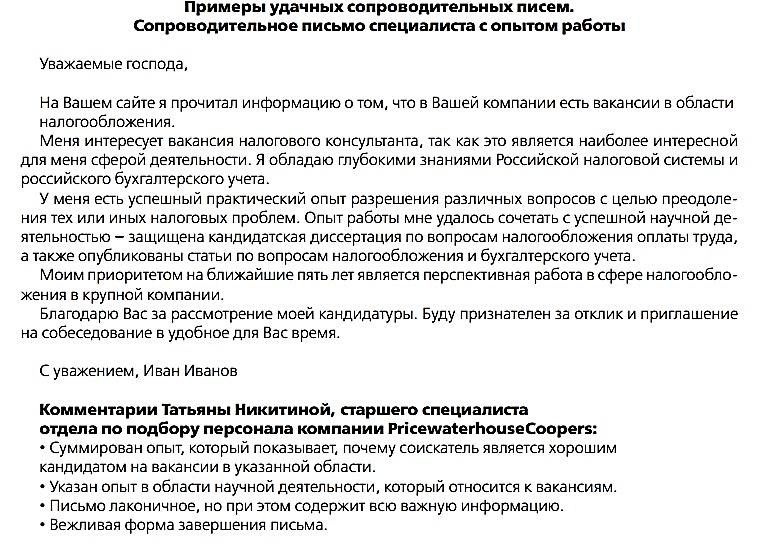 Примеры удачных сопроводительных писем.
Сопроводительное письмо специалиста с опытом работы
Уважаемые господа,
На Вашем сайте я прочитал информацию о том, что в Вашей компании есть вакансии в области
налогообложения.
Меня интересует вакансия налогового консультанта, так как это является наиболее интересной
для меня сферой деятельности. Я обладаю глубокими знаниями Российской налоговой системы и
российского бухгалтерского учета.
У меня есть успешный практический опыт разрешения различных вопросов с целью преодоле-
ния тех или иных налоговых проблем. Опыт работы мне удалось сочетать с успешной научной де-
ятельностью – защищена кандидатская диссертация по вопросам налогообложения оплаты труда,
а также опубликованы статьи по вопросам налогообложения и бухгалтерского учета.
Моим приоритетом на ближайшие пять лет является перспективная работа в сфере налогообло-
жения в крупной компании.
Благодарю Вас за рассмотрение моей кандидатуры. Буду признателен за отклик и приглашение
на собеседование в удобное для Вас время.
С уважением, Иван Иванов
Комментарии Татьяны Никитиной, старшего специалиста
отдела по подбору персонала компании PricewaterhouseCoopers:
• Суммирован опыт, который показывает, почему соискатель является хорошим
кандидатом на вакансии в указанной области.
• Указан опыт в области научной деятельности, который относится к вакансиям.
• Письмо лаконичное, но при этом содержит всю важную информацию.
• Вежливая форма завершения письма.